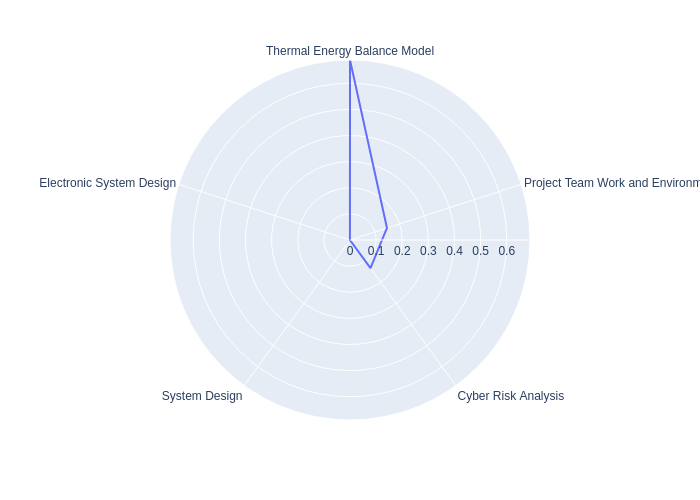 Thermal Energy Balance Model
Electronic System Design
Project Team Work and Environm
0 0.1 0.2 0.3 0.4 0.5 0.6
System Design
Cyber Risk Analysis